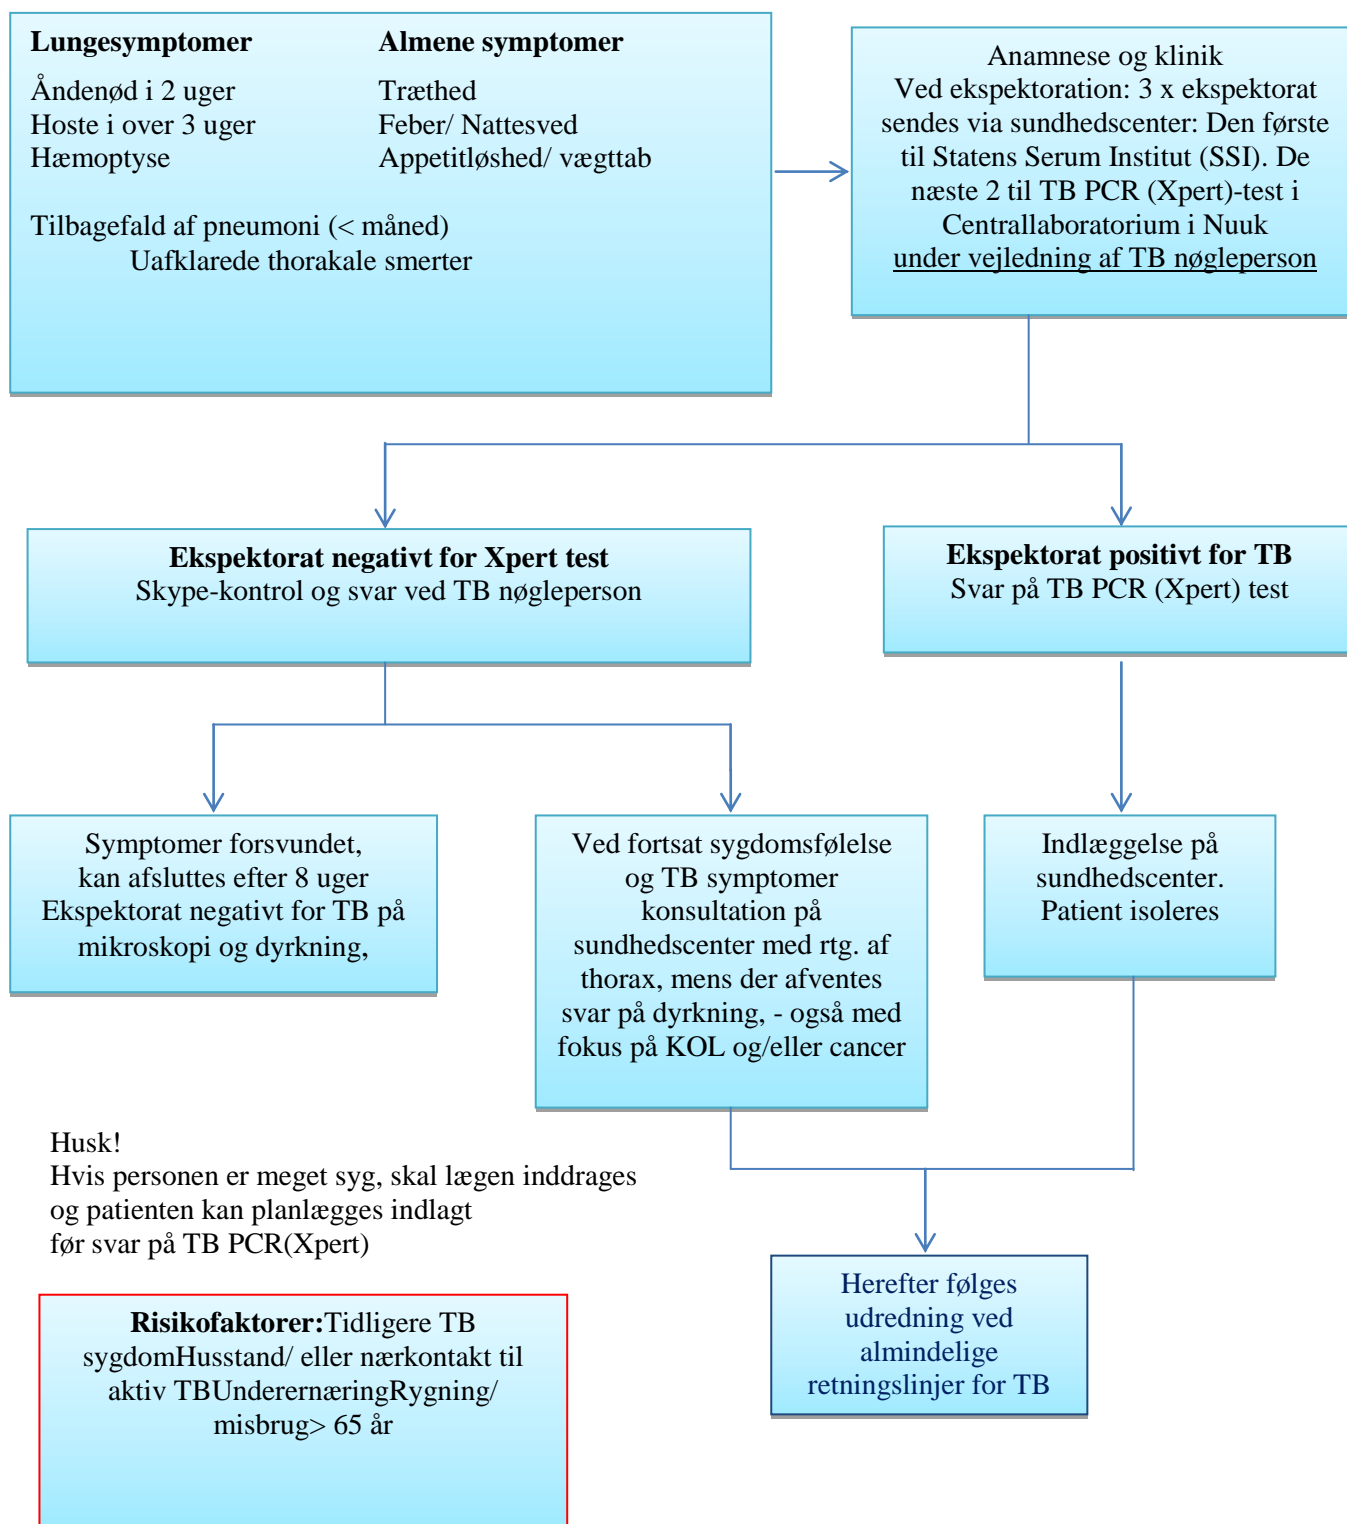 Lungesymptomer Almene symptomer
Åndenød i 2 uger Træthed
Hoste i over 3 uger Feber/ Nattesved
Hæmoptyse Appetitløshed/ vægttab
Tilbagefald af pneumoni (< måned)
Uafklarede thorakale smerter
Anamnese og klinik
Ved ekspektoration: 3 x ekspektorat
sendes via sundhedscenter: Den første
til Statens Serum Institut (SSI). De
næste 2 til TB PCR (Xpert)-test i
Centrallaboratorium i Nuuk
under vejledning af TB nøgleperson
Ekspektorat negativt for Xpert test
Skype-kontrol og svar ved TB nøgleperson
Ekspektorat positivt for TB
Svar på TB PCR (Xpert) test
Symptomer forsvundet,
kan afsluttes efter 8 uger
Ekspektorat negativt for TB på
mikroskopi og dyrkning,
Ved fortsat sygdomsfølelse
og TB symptomer
konsultation på
sundhedscenter med rtg. af
thorax, mens der afventes
svar på dyrkning, - også med
fokus på KOL og/eller cancer
Indlæggelse på
sundhedscenter.
Patient isoleres
Husk!
Hvis personen er meget syg, skal lægen inddrages
og patienten kan planlægges indlagt
før svar på TB PCR(Xpert)
Risikofaktorer:Tidligere TB
sygdomHusstand/ eller nærkontakt til
aktiv TBUnderernæringRygning/
misbrug> 65 år
Herefter følges
udredning ved
almindelige
retningslinjer for TB